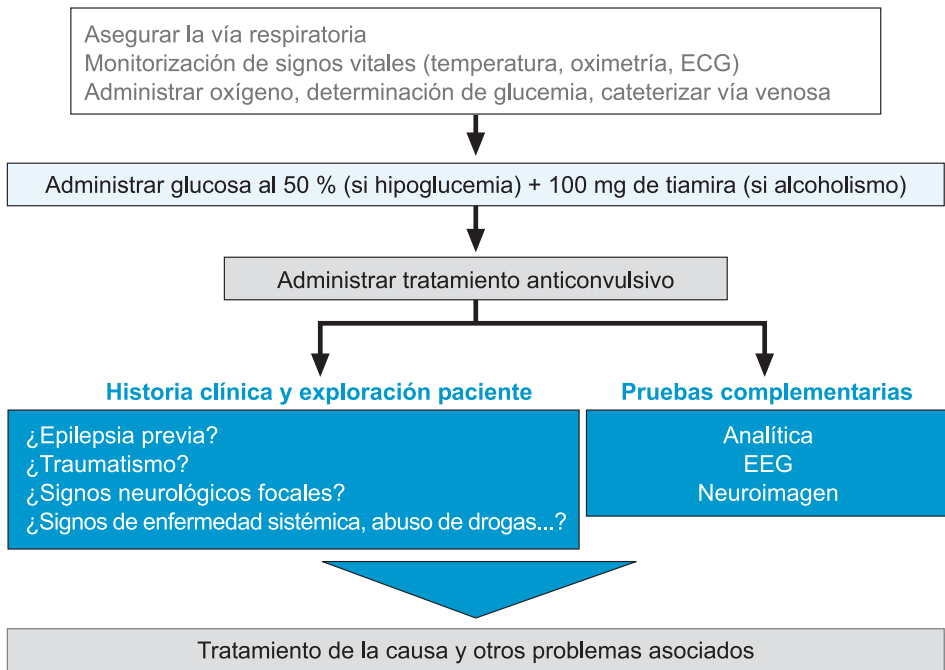 Asegurar la vía respiratoria
Monitorización de signos vitales (temperatura, oximetría, ECG)
Administrar oxígeno, determinación de glucemia, cateterizar vía venosa
Administrar glucosa al 50 % (si hipoglucemia) + 100 mg de tiamira (si alcoholismo)
Administrar tratamiento anticonvulsivo
Historia clínica y exploración paciente
¿Epilepsia previa?
¿Traumatismo?
¿Signos neurológicos focales?
¿Signos de enfermedad sistémica, abuso de drogas...?
Pruebas complementarias
Analítica
EEG
Neuroimagen
Tratamiento de la causa y otros problemas asociados